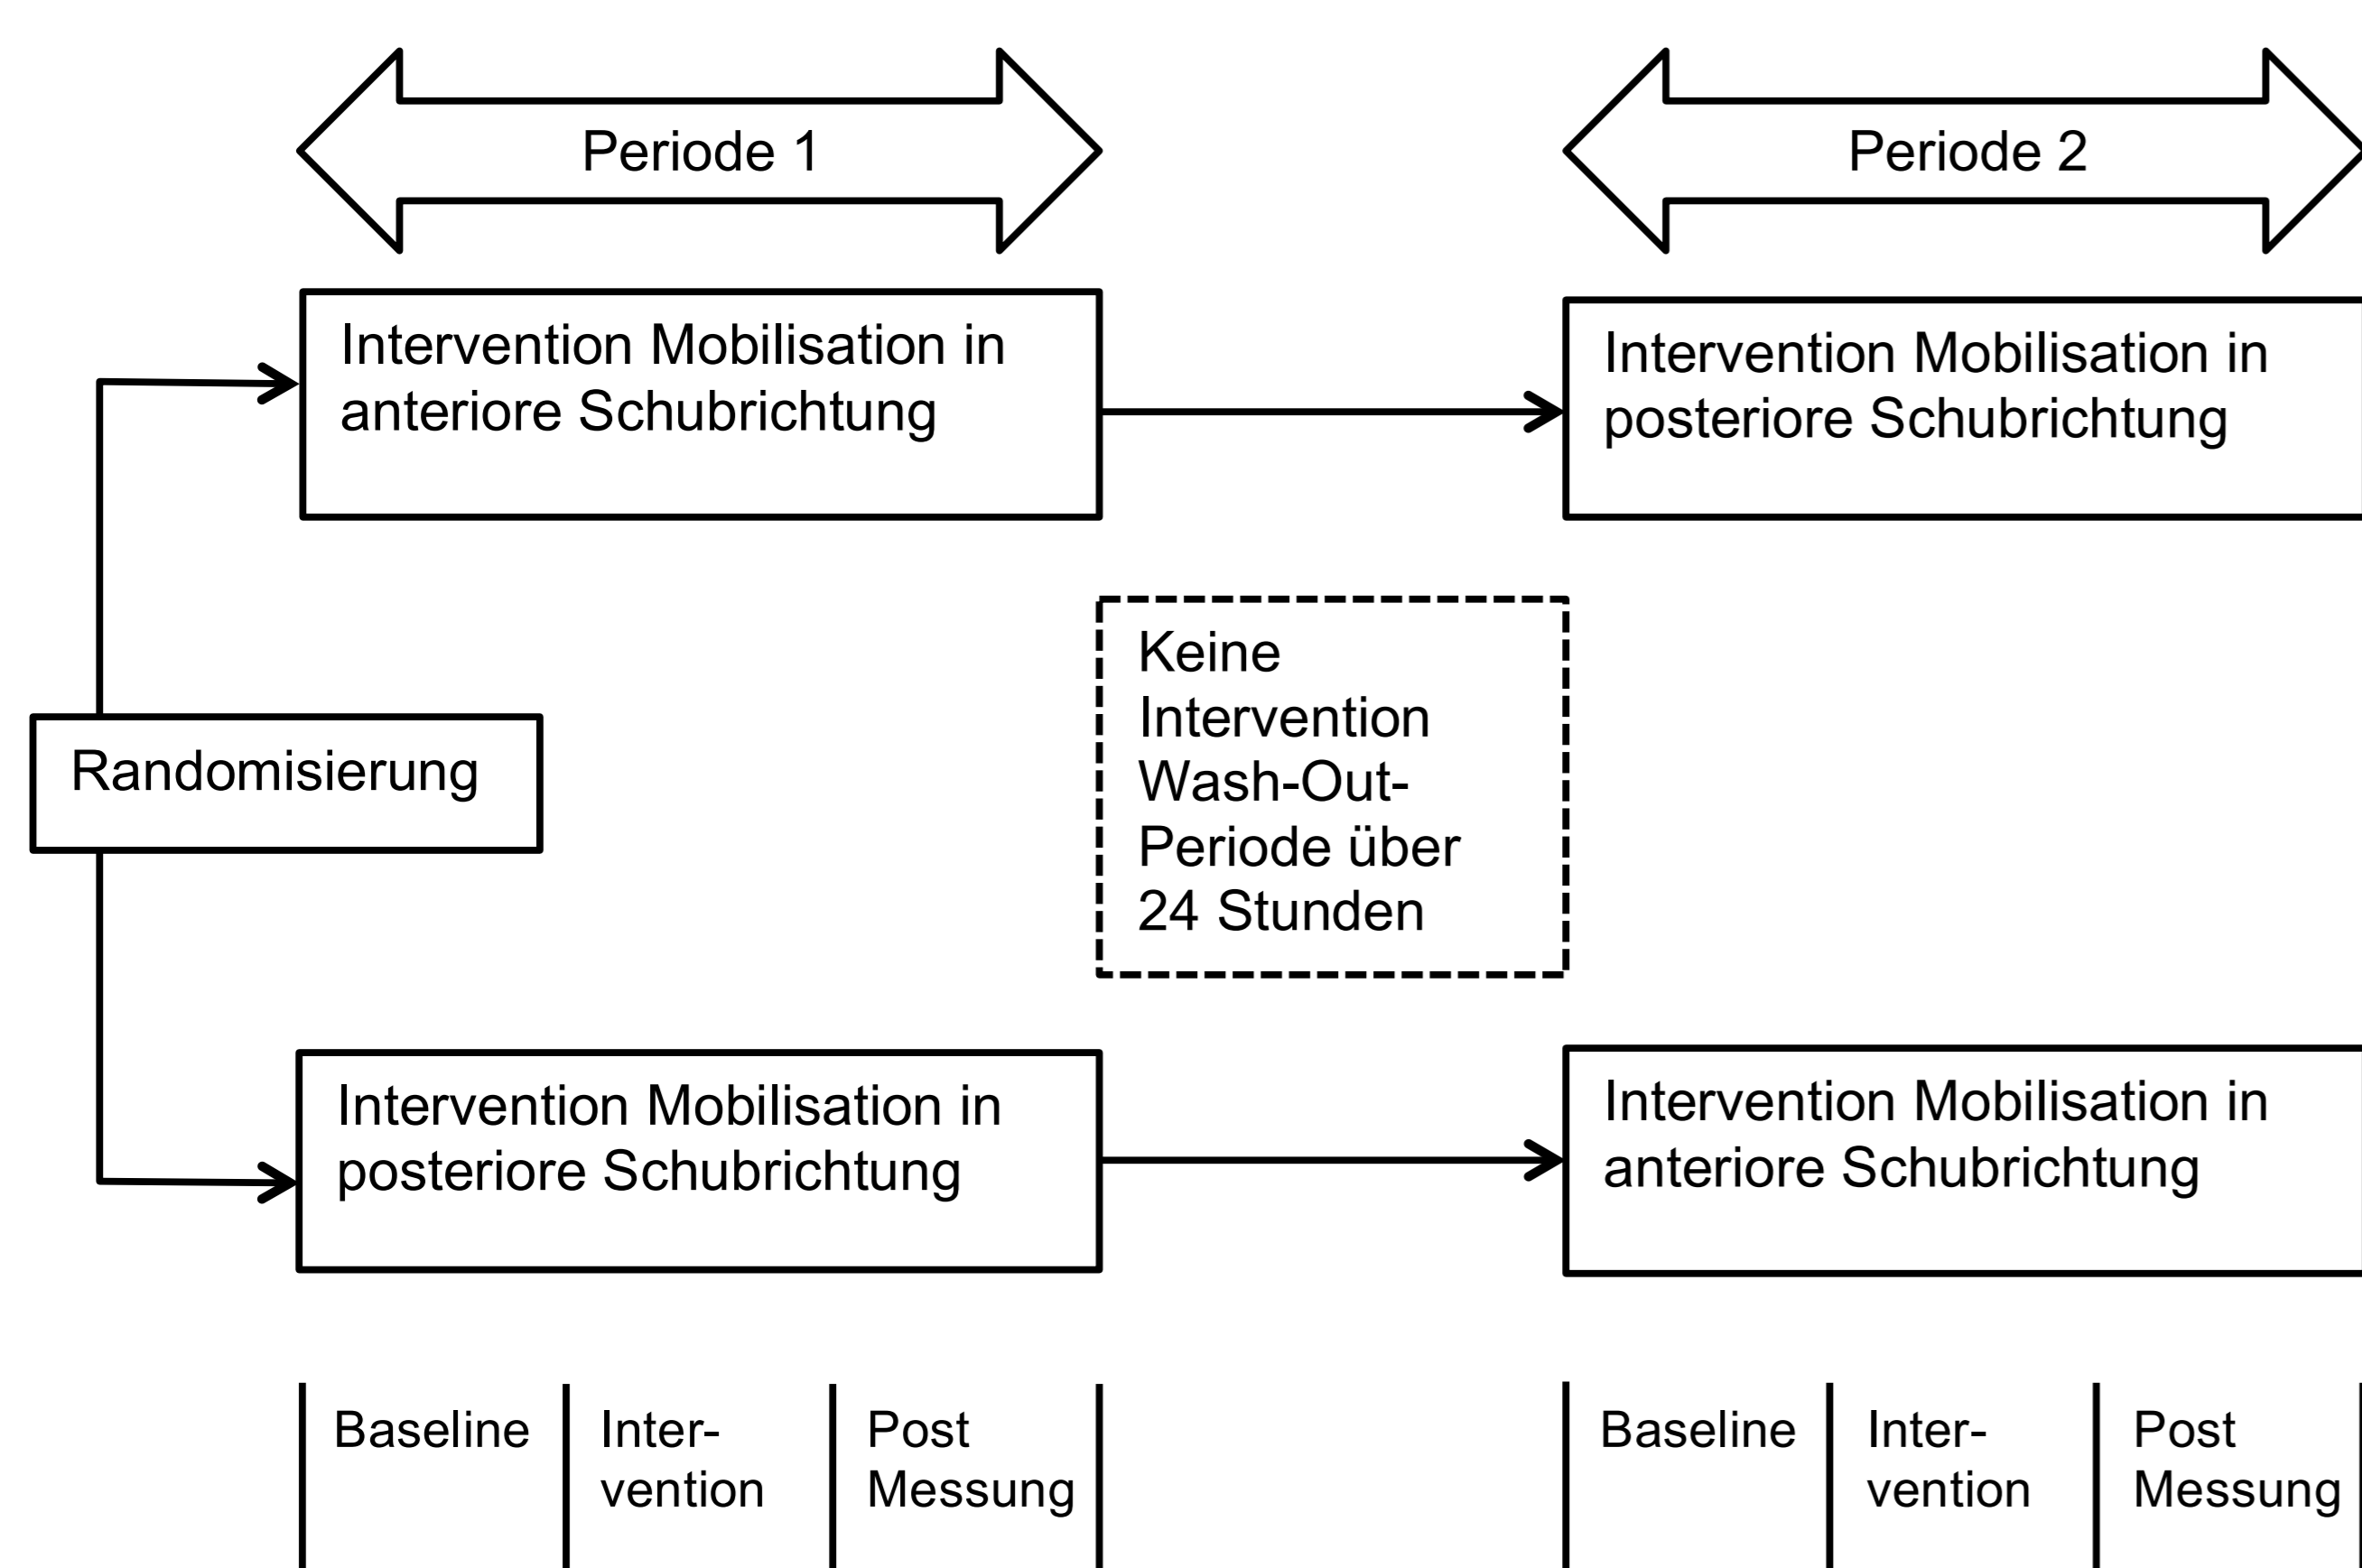 Periode 1
Periode 2
Intervention Mobilisation in
anteriore Schubrichtung
Intervention Mobilisation in
posteriore Schubrichtung
Keine
Intervention
Wash-Out-
Periode über
24 Stunden
Randomisierung
Intervention Mobilisation in
posteriore Schubrichtung
Intervention Mobilisation in
anteriore Schubrichtung
Baseline
Inter-
vention
Post
Messung
Baseline
Inter-
vention
Post
Messung